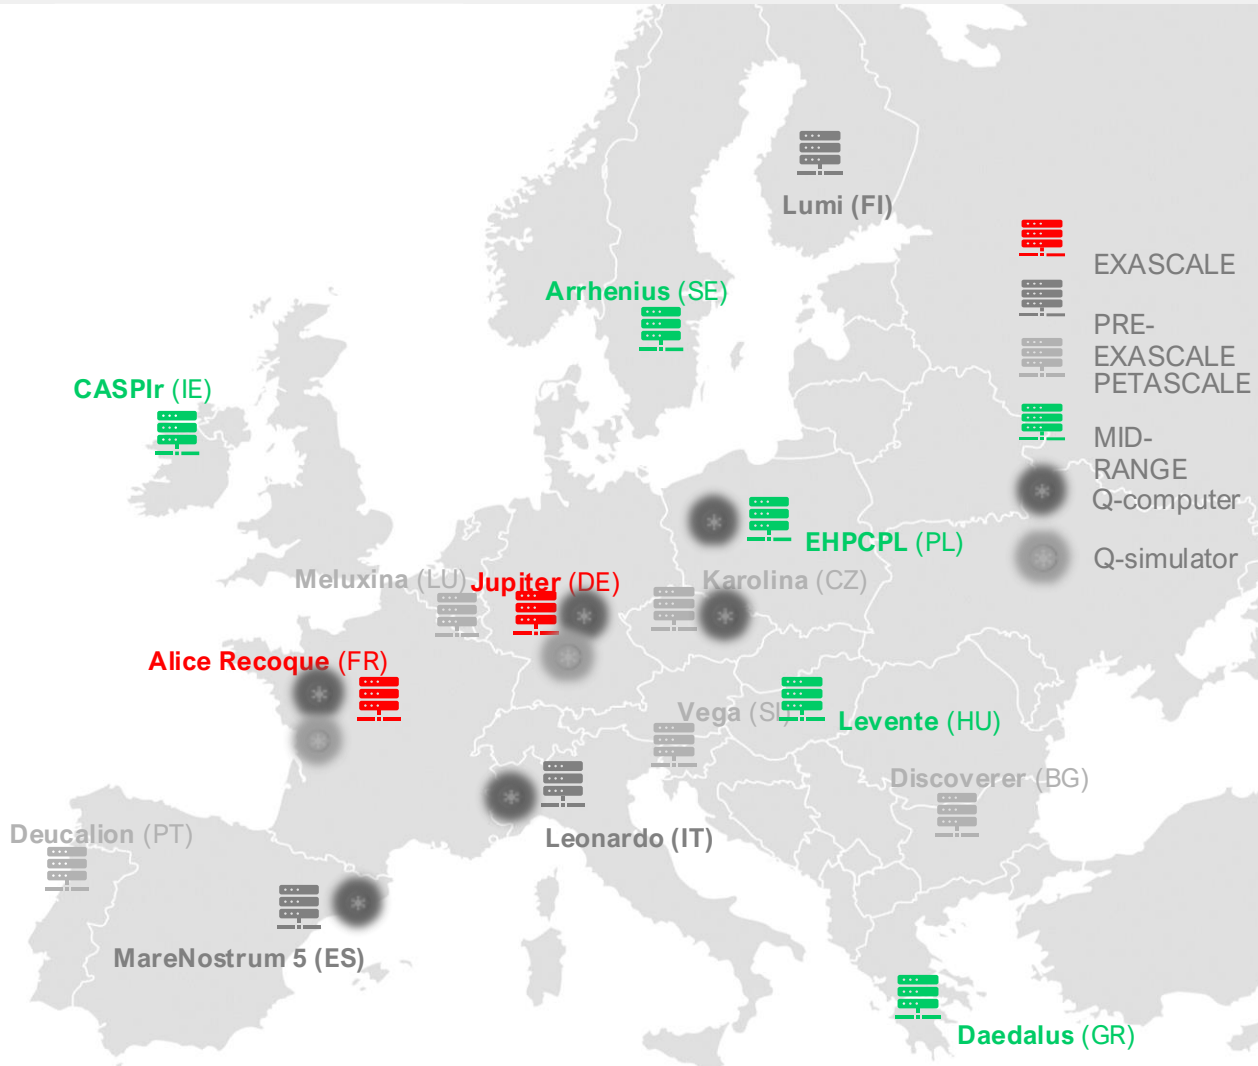 Lumi (FI)
EXASCALE
Arrhenius (SE)
PRE-
EXASCALE
PETASCALE
CASPIr (IE)
MID-
RANGE
Q-computer
EHPCPL (PL)
Q-simulator
Meluxina (LU)
Jupiter (DE)
Karolina (CZ)
Alice Recoque (FR)
Vega (SI)
Levente (HU)
Discoverer (BG)
Deucalion (PT)
Leonardo (IT)
MareNostrum 5 (ES)
Daedalus (GR)